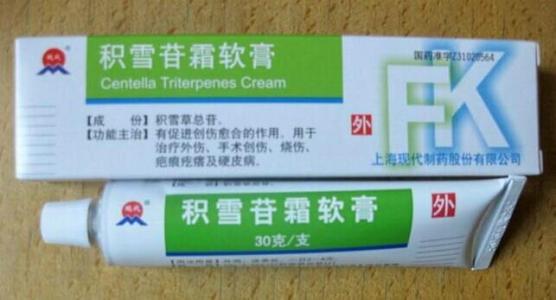 现代
积雪苷霜软膏
Centella Triterpenes Cream
国药准字Z31020564
FK
【成　份】积雪草总苷。
【功能主治】有促进创伤愈合的作用。用于
治疗外伤、手术创伤、烧伤、
疤痕疙瘩及硬皮病。
外
上海现代制药股份有限公司
现代
积雪苷霜软膏
30克/支
外